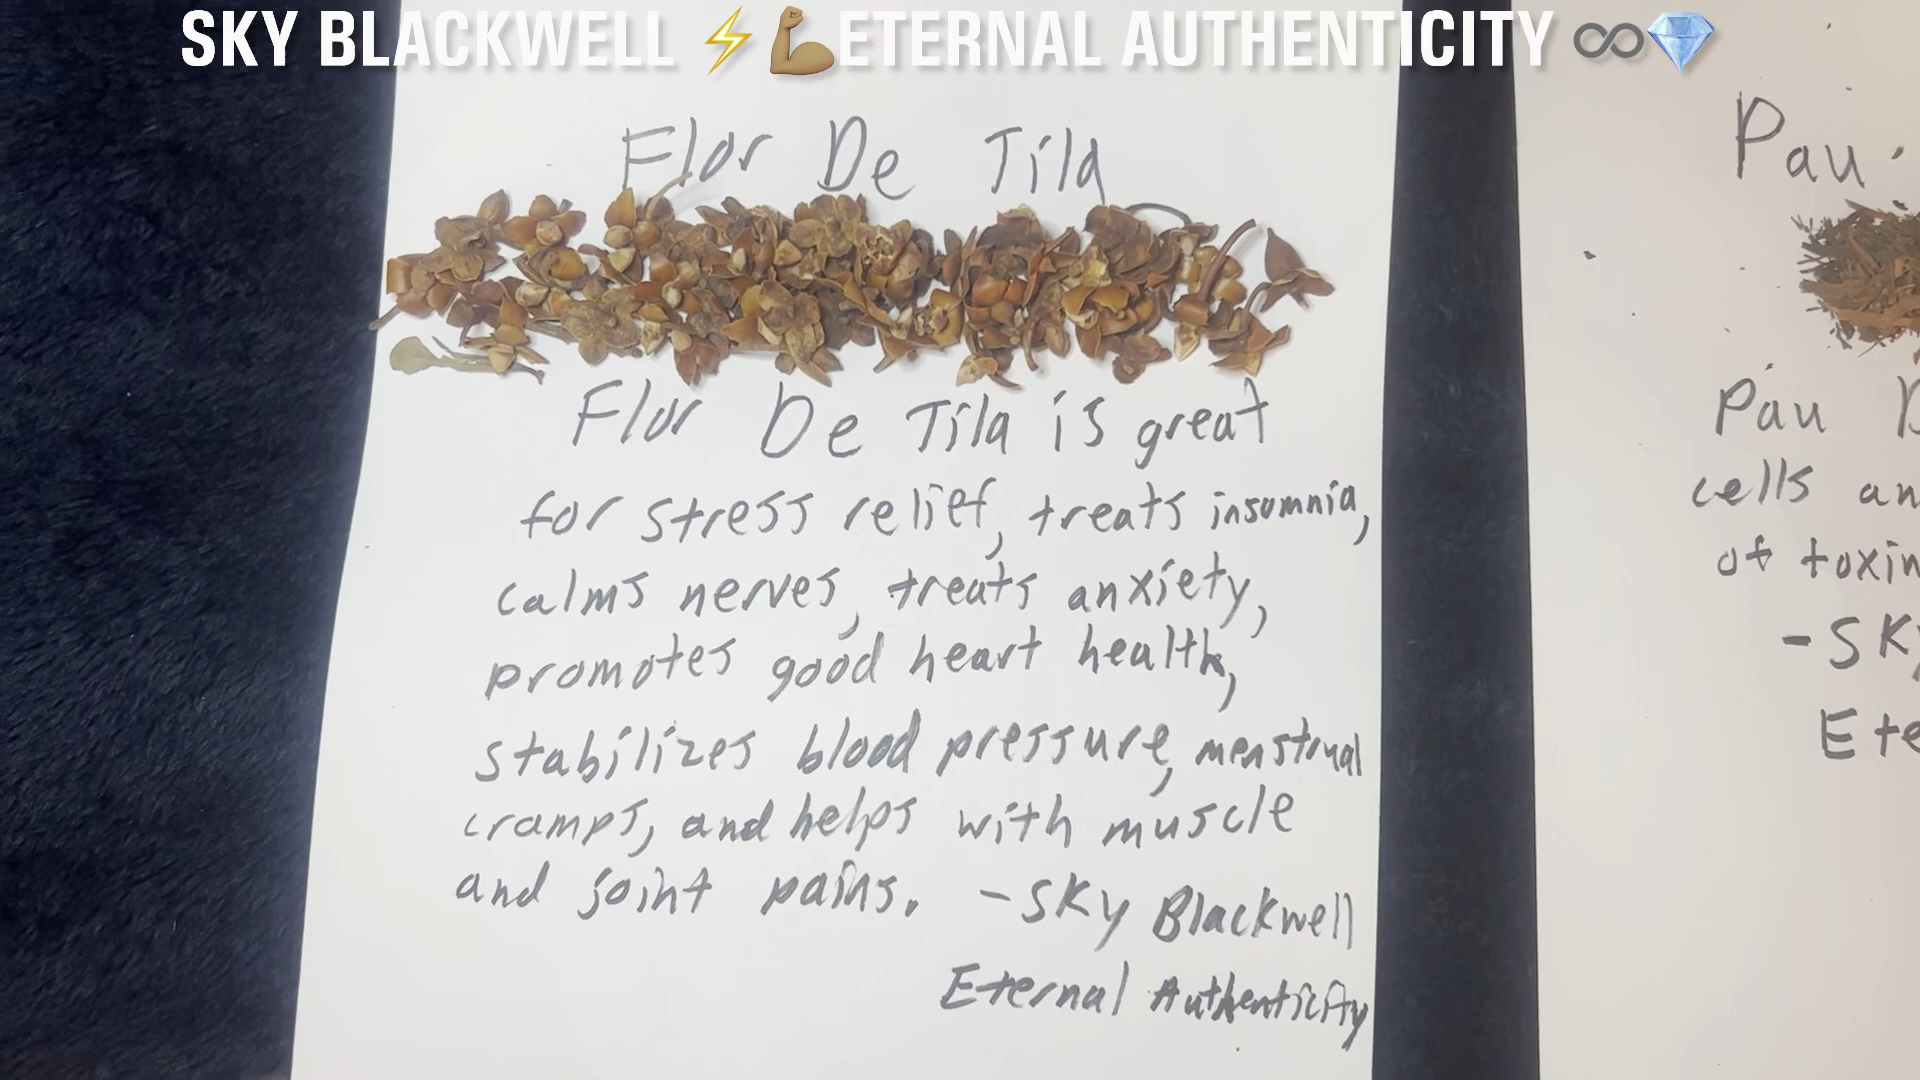 SKY BLACKWELL ⚡💪🏽ETERNAL AUTHENTICITY ♾💎
Flor De Tila
Flor De Tila is great
for stress relief, treats insomnia,
calms nerves, treats anxiety,
promotes good heart health,
stabilizes blood pressure, menstrual
cramps, and helps with muscle
and joint pains. -Sky Blackwell
Eternal Authenticity
Pau
Pau D
cells an
of toxin
-Sky
Ete